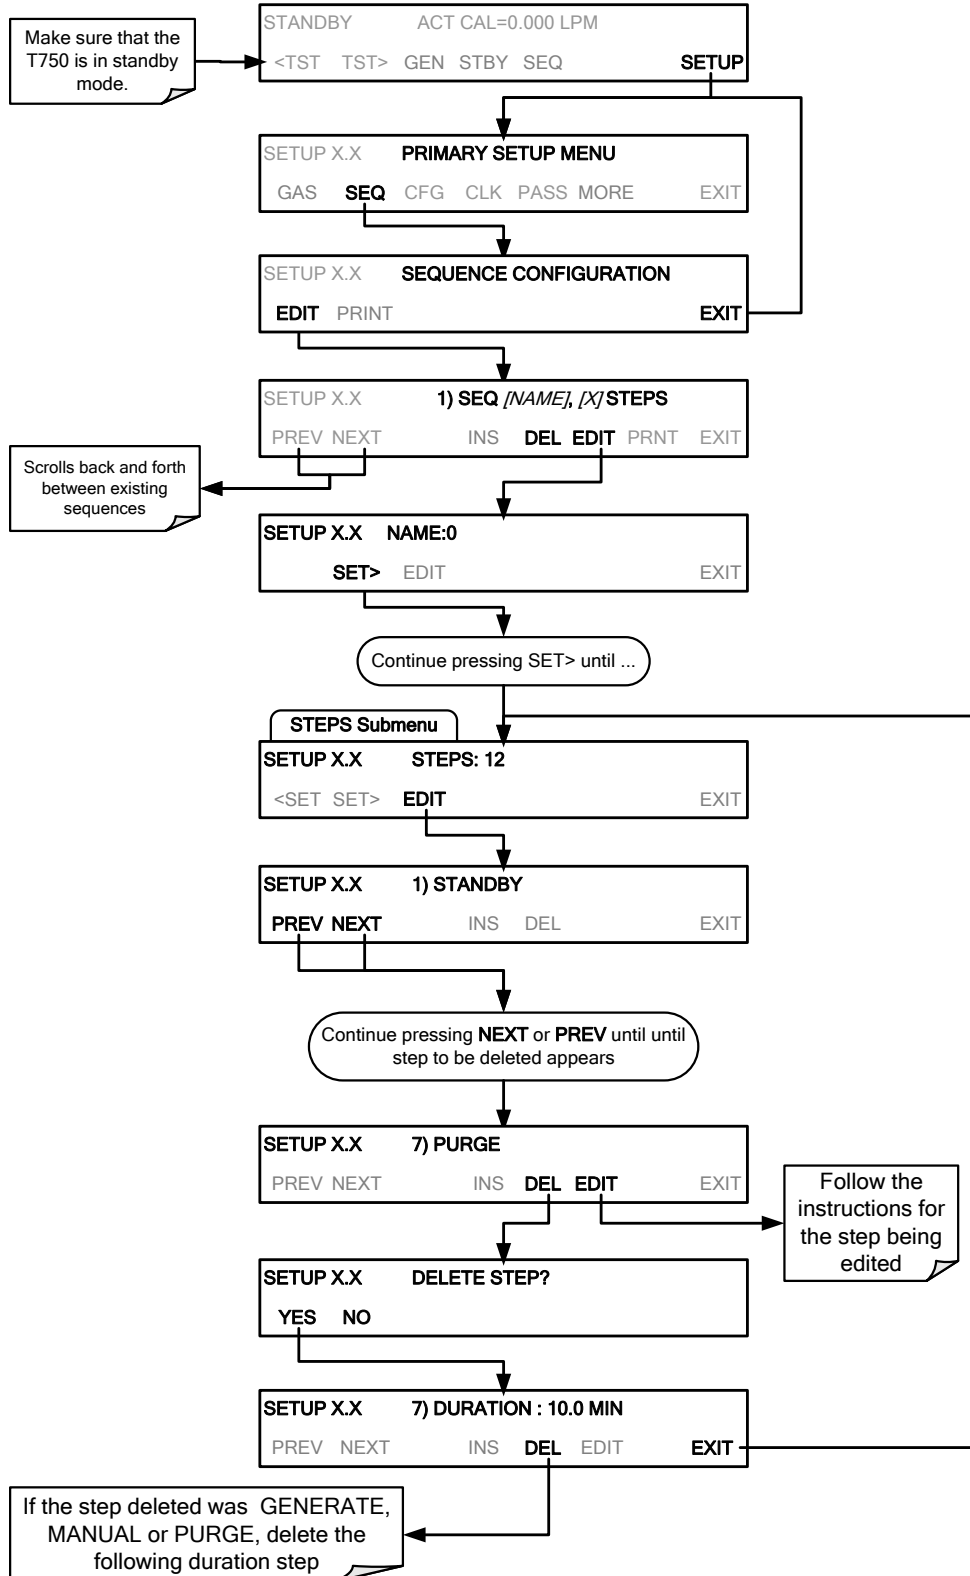 STANDBY ACT CAL=0.000 LPM
<TST TST> GEN STBY SEQ SETUP
Make sure that the
T750 is in standby
mode.
SETUP X.X PRIMARY SETUP MENU
GAS SEQ CFG CLK PASS MORE EXIT
SETUP X.X SEQUENCE CONFIGURATION
EDIT PRINT EXIT
SETUP X.X 1) SEQ [NAME], [X] STEPS
PREV NEXT INS DEL EDIT PRNT EXIT
Scrolls back and forth
between existing
sequences
SETUP X.X NAME:0
SET> EDIT EXIT
Continue pressing SET> until ...
STEPS Submenu
SETUP X.X STEPS: 12
<SET SET> EDIT EXIT
SETUP X.X 1) STANDBY
PREV NEXT INS DEL EXIT
Continue pressing NEXT or PREV until until
step to be deleted appears
SETUP X.X 7) PURGE
PREV NEXT INS DEL EDIT EXIT
Follow the
instructions for
the step being
edited
SETUP X.X DELETE STEP?
YES NO
SETUP X.X 7) DURATION : 10.0 MIN
PREV NEXT INS DEL EDIT EXIT
If the step deleted was GENERATE,
MANUAL or PURGE, delete the
following duration step